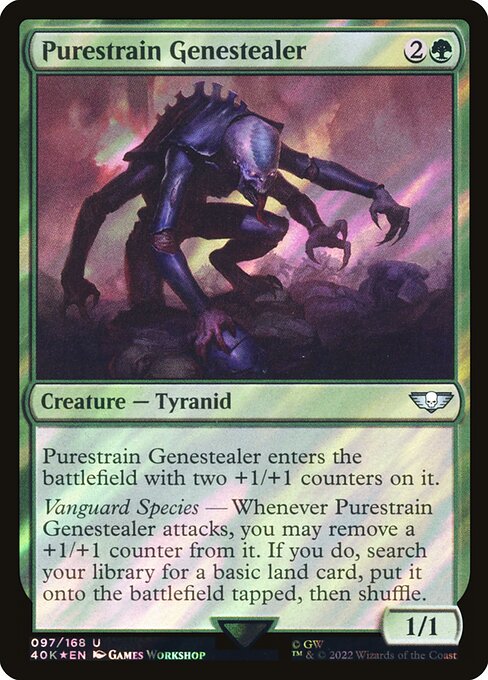 Purestrain Genestealer 2
Creature — Tyranid
Purestrain Genestealer enters the
battlefield with two +1/+1 counters on it.
Vanguard Species — Whenever Purestrain
Genestealer attacks, you may remove a
+1/+1 counter from it. If you do, search
your library for a basic land card, put it
onto the battlefield tapped, then shuffle.
1/1
097/168 U
40K★EN Games Workshop
© GW
™ & © 2022 Wizards of the Coast